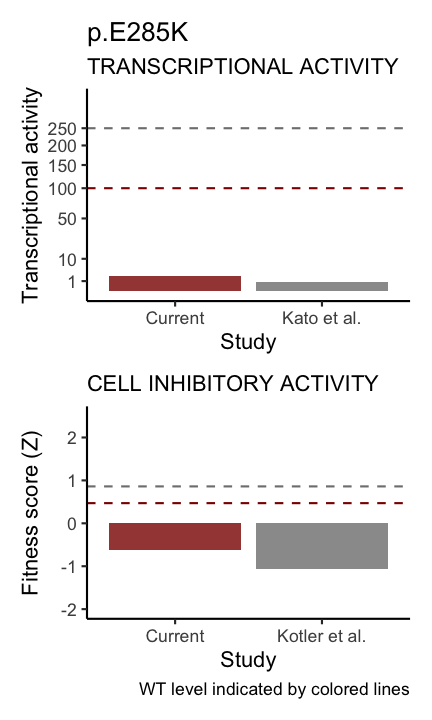 p.E285K
TRANSCRIPTIONAL ACTIVITY
Transcriptional activity
250
200
150
100
50
10
1
Current
Kato et al.
Study
CELL INHIBITORY ACTIVITY
Fitness score (Z)
2
1
0
-1
-2
Current
Kotler et al.
Study
WT level indicated by colored lines